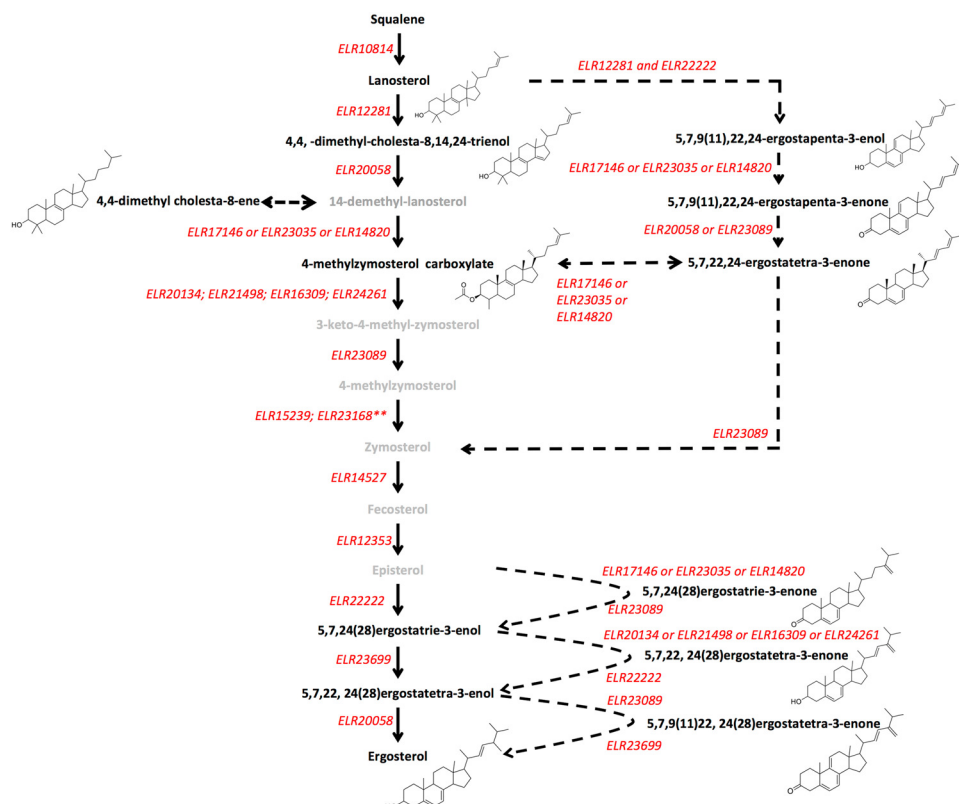 Squalene
ELR10814
ELR12281 and ELR22222
Lanosterol
HO
ELR12281
4,4, -dimethyl-cholesta-8,14,24-trienol
5,7,9(11),22,24-ergostapenta-3-enol
HO
ELR20058
HO
ELR17146 or ELR23035 or ELR14820
4,4-dimethyl cholesta-8-ene
14-demethyl-lanosterol
5,7,9(11),22,24-ergostapenta-enone
HO
O
ELR17146 or ELR23035 or ELR14820
ELR20058 or ELR23089
4-methylzymosterol carboxylate
5,7,22,24-ergostatetra-3-enone
O
O
O
ELR20134; ELR21498; ELR16309; ELR24261
ELR17146 or
ELR23035 or
ELR14820
3-keto-4-methyl-zymosterol
ELR23089
4-methylzymosterol
ELR15239; ELR23168**
ELR23089
Zymosterol
ELR14527
Fecosterol
ELR12353
Episterol
ELR17146 or ELR23035 or ELR14820
5,7,24(28)ergostatrie-3-enone
O
ELR22222
ELR23089
5,7,24(28)ergostatrie-3-enol
ELR20134 or ELR21498 or ELR16309 or ELR24261
5,7,22, 24(28)ergostatetra-3-enone
ELR23699
ELR22222
HO
5,7,22, 24(28)ergostatetra-3-enol
ELR23089
ELR20058
5,7,9(11)22, 24(28)ergostatetra-3-enone
ELR23699
Ergosterol
O